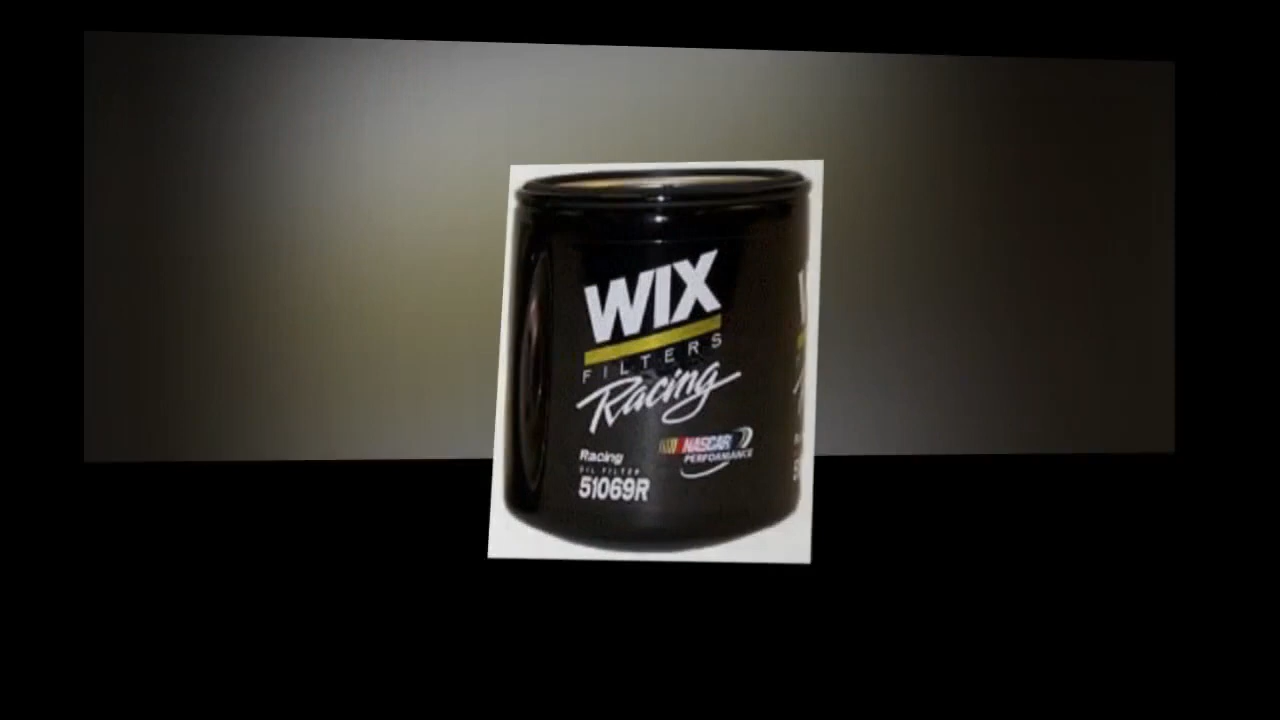 WIX
FILTERS
Racing
NASCAR
PERFORMANCE
Racing
OIL FILTER
51069R